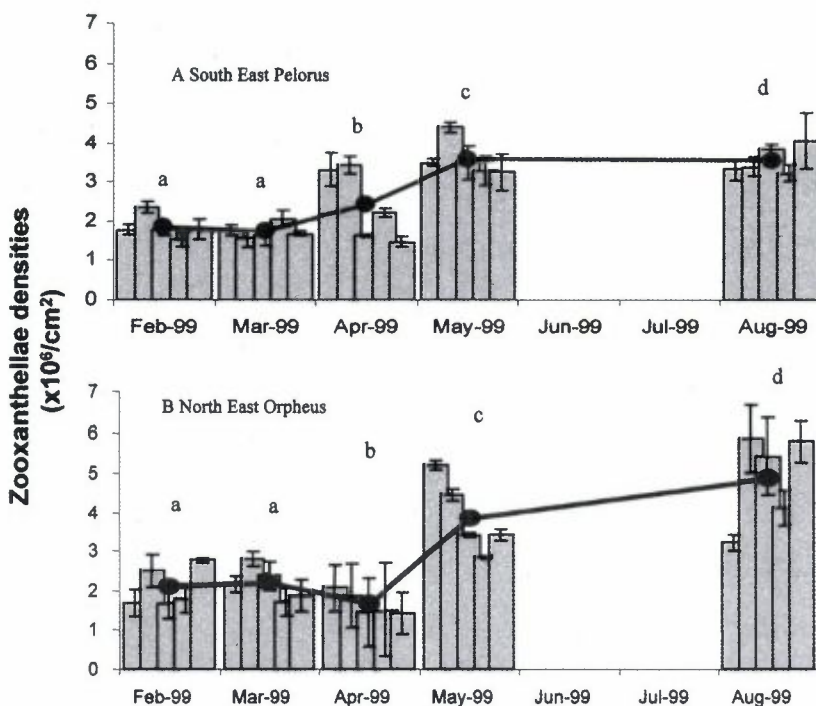 Zooxanthellae densities
(x10⁶/cm²)
7
6
5
4
3
2
1
0
A South East Pelorus
a
a
b
c
d
Feb-99 Mar-99 Apr-99 May-99 Jun-99 Jul-99 Aug-99
7
6
5
4
3
2
1
0
B North East Orpheus
a
a
b
c
d
Feb-99 Mar-99 Apr-99 May-99 Jun-99 Jul-99 Aug-99